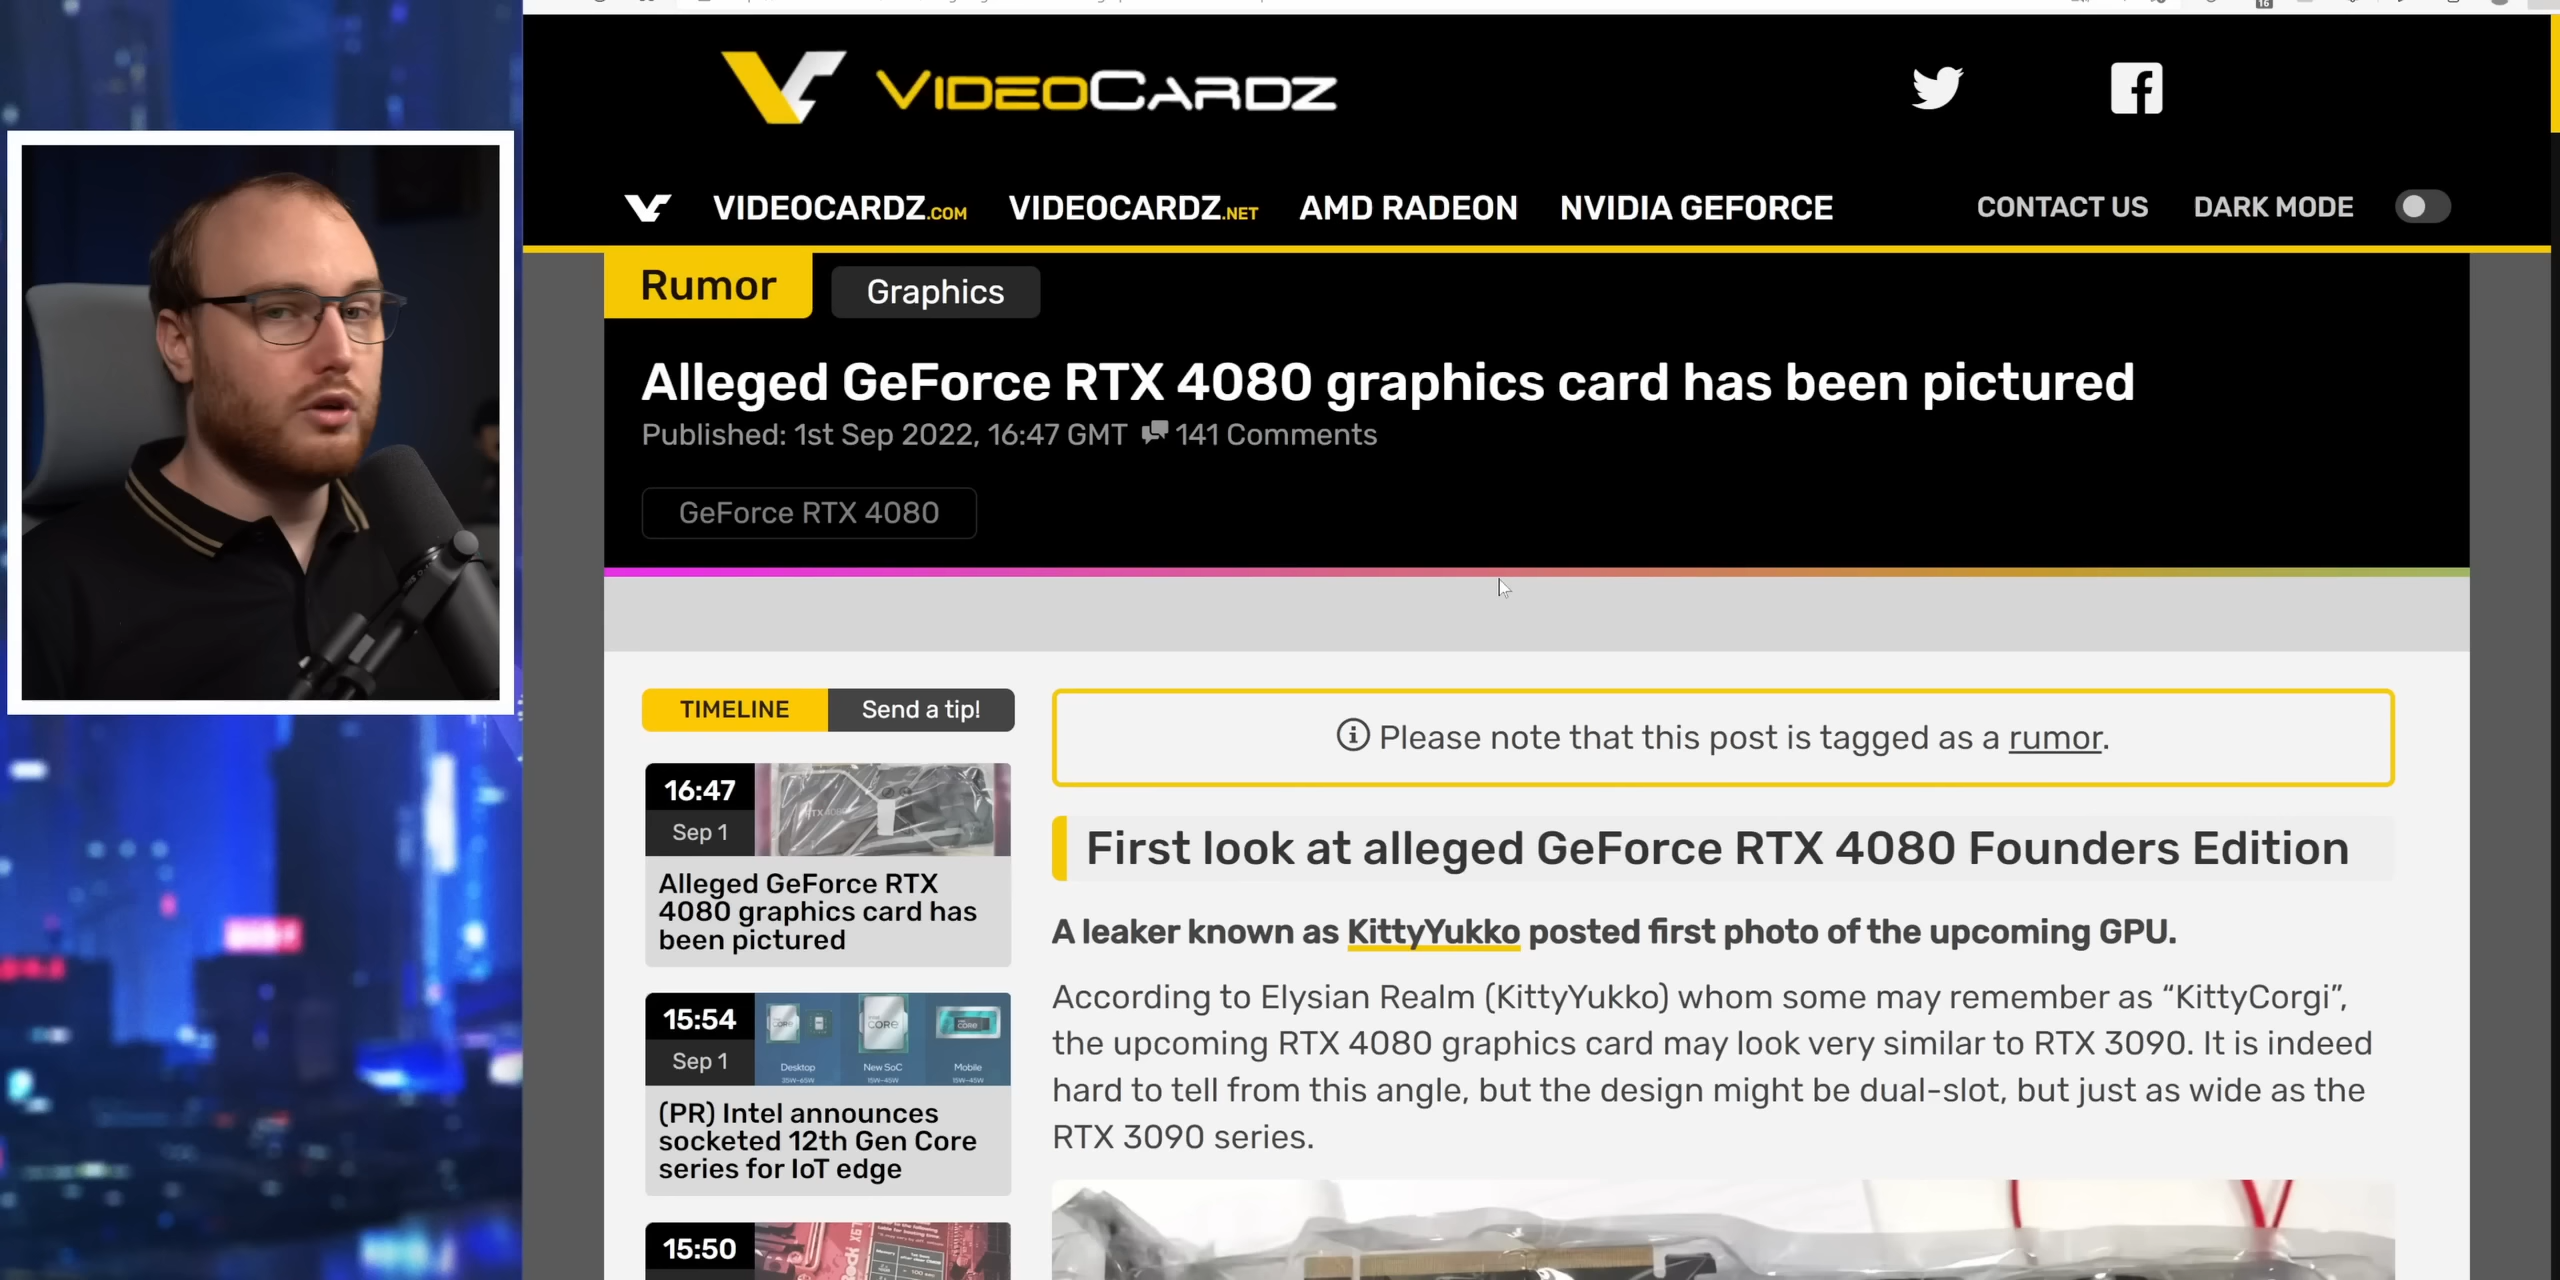 VIDEOCARDZ
VIDEOCARDZ.COM VIDEOCARDZ.NET AMD RADEON NVIDIA GEFORCE CONTACT US DARK MODE
Rumor Graphics
Alleged GeForce RTX 4080 graphics card has been pictured
Published: 1st Sep 2022, 16:47 GMT 141 Comments
GeForce RTX 4080
TIMELINE Send a tip!
16:47
Sep 1
Alleged GeForce RTX
4080 graphics card has
been pictured
15:54
Sep 1
CORE
Desktop New SoC Mobile
35W-65W 15W-45W 15W-45W
(PR) Intel announces
socketed 12th Gen Core
series for IoT edge
15:50
Please note that this post is tagged as a rumor.
First look at alleged GeForce RTX 4080 Founders Edition
A leaker known as KittyYukko posted first photo of the upcoming GPU.
According to Elysian Realm (KittyYukko) whom some may remember as “KittyCorgi”,
the upcoming RTX 4080 graphics card may look very similar to RTX 3090. It is indeed
hard to tell from this angle, but the design might be dual-slot, but just as wide as the
RTX 3090 series.